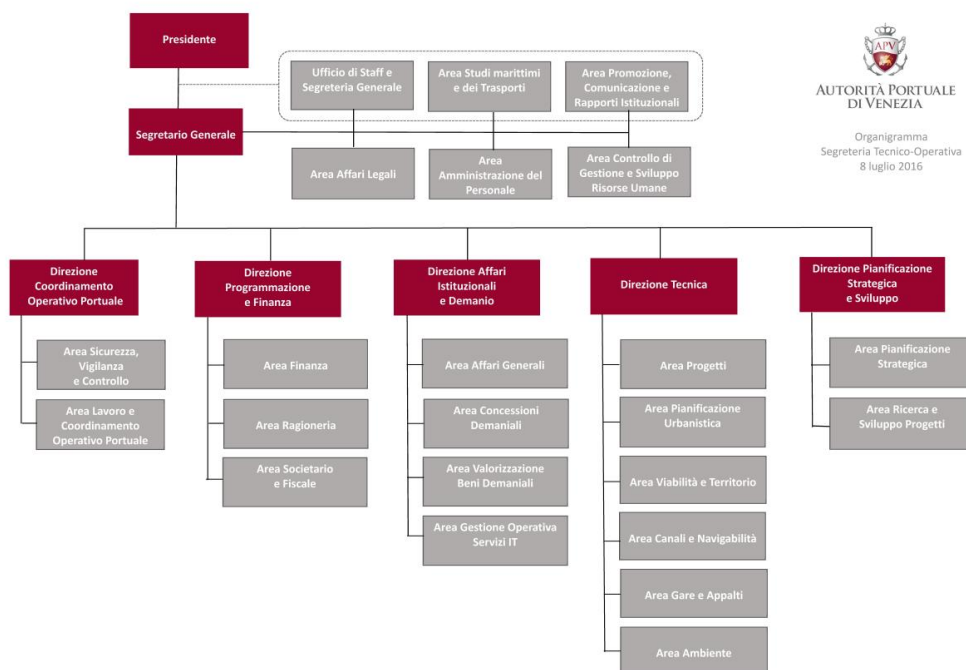 Presidente
Ufficio di Staff e
Segreteria Generale
Area Studi marittimi
e dei Trasporti
Area Promozione,
Comunicazione e
Rapporti Istituzionali
APV
AUTORITÀ PORTUALE
DI VENEZIA
Organigramma
Segreteria Tecnico-Operativa
8 luglio 2016
Segretario Generale
Area Affari Legali
Area
Amministrazione del
Personale
Area Controllo di
Gestione e Sviluppo
Risorse Umane
Direzione
Coordinamento
Operativo Portuale
Direzione
Programmazione
e Finanza
Direzione Affari
Istituzionali
e Demanio
Direzione Tecnica
Direzione Pianificazione
Strategica
e Sviluppo
Area Sicurezza,
Vigilanza
e Controllo
Area Lavoro e
Coordinamento
Operativo Portuale
Area Finanza
Area Ragioneria
Area Societario
e Fiscale
Area Affari Generali
Area Concessioni
Demaniali
Area Valorizzazione
Beni Demaniali
Area Gestione Operativa
Servizi IT
Area Progetti
Area Pianificazione
Urbanistica
Area Viabilità e Territorio
Area Canali e Navigabilità
Area Gare e Appalti
Area Ambiente
Area Pianificazione
Strategica
Area Ricerca e
Sviluppo Progetti